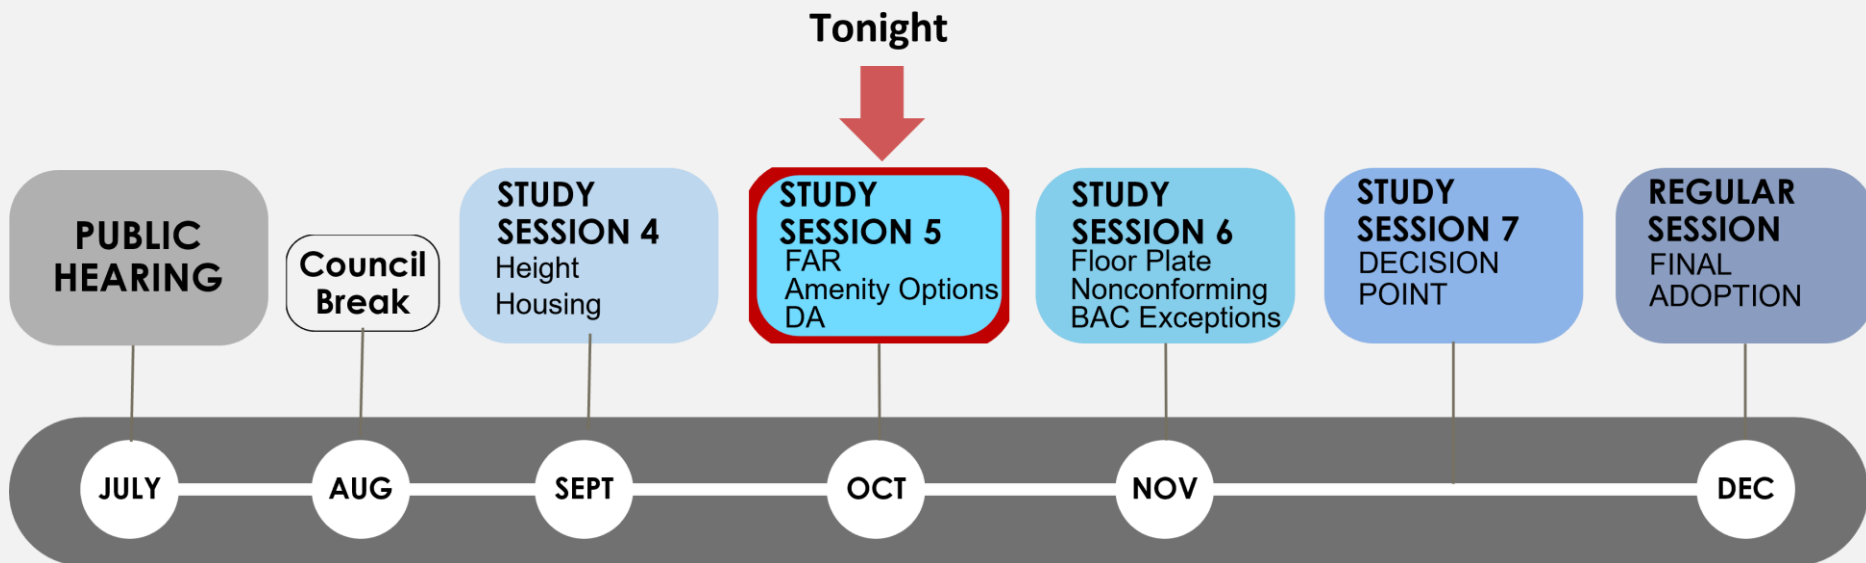 Tonight
PUBLIC
HEARING
Council
Break
STUDY
SESSION 4
Height
Housing
STUDY
SESSION 5
FAR
Amenity Options
DA
STUDY
SESSION 6
Floor Plate
Nonconforming
BAC Exceptions
STUDY
SESSION 7
DECISION
POINT
REGULAR
SESSION
FINAL
ADOPTION
JULY
AUG
SEPT
OCT
NOV
DEC